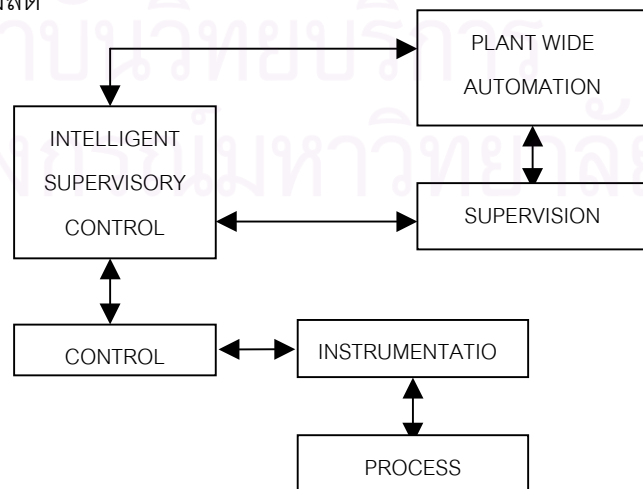 PLANT WIDE
AUTOMATION
INTELLIGENT
SUPERVISORY
CONTROL
SUPERVISION
CONTROL
INSTRUMENTATIO
PROCESS